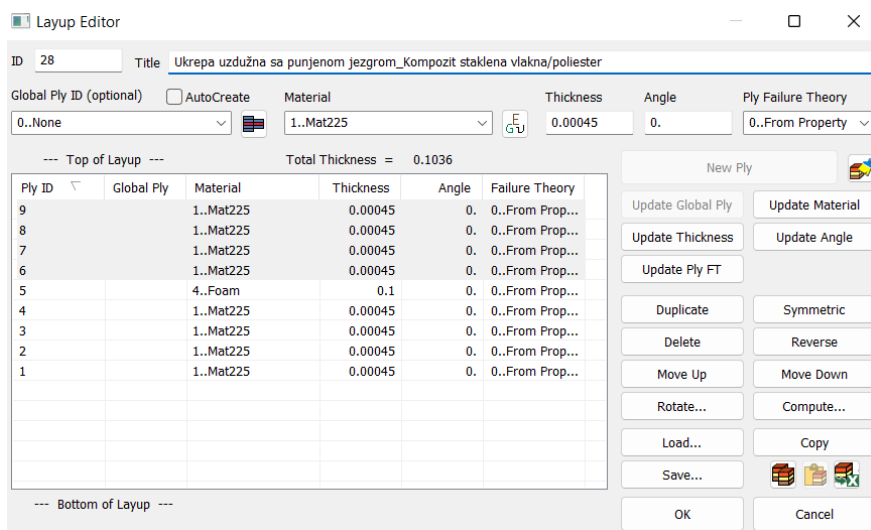 Layup Editor
ID 28 Title Ukrepa uzdužna sa punjenom jezgrom_Kompozit staklena vlakna/poliester
Global Ply ID (optional) AutoCreate Material Thickness Angle Ply Failure Theory
0..None 1..Mat225 0.00045 0. 0..From Property
--- Top of Layup --- Total Thickness = 0.1036 New Ply
Ply ID Global Ply Material Thickness Angle Failure Theory
9 1..Mat225 0.00045 0. 0..From Prop...
8 1..Mat225 0.00045 0. 0..From Prop...
7 1..Mat225 0.00045 0. 0..From Prop...
6 1..Mat225 0.00045 0. 0..From Prop...
5 4..Foam 0.1 0. 0..From Prop...
4 1..Mat225 0.00045 0. 0..From Prop...
3 1..Mat225 0.00045 0. 0..From Prop...
2 1..Mat225 0.00045 0. 0..From Prop...
1 1..Mat225 0.00045 0. 0..From Prop...
--- Bottom of Layup ---
Update Global Ply Update Material
Update Thickness Update Angle
Update Ply FT
Duplicate Symmetric
Delete Reverse
Move Up Move Down
Rotate... Compute...
Load... Copy
Save...
OK Cancel